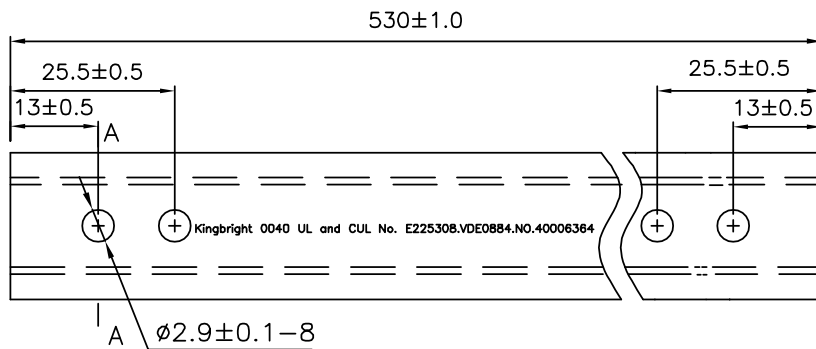 530±1.0
25.5±0.5
25.5±0.5
13±0.5
13±0.5
A
Kingbright 0040 UL and CUL No. E225308.VDE0884.NO.40006364
A
ø2.9±0.1-8